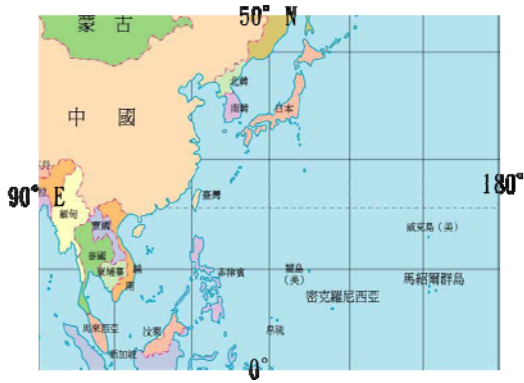 50° N
蒙古
中國
北韓
南韓
日本
90° E
180°
臺灣
緬甸
寮國
威克島(美)
泰國
柬埔寨
越南
菲律賓
關島
(美)
密克羅尼西亞
馬紹爾群島
馬來西亞
汶萊
帛琉
新加坡
0°